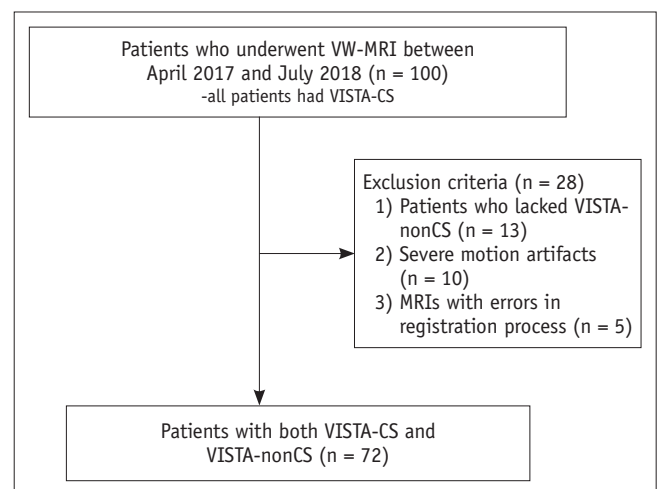 Patients who underwent VW-MRI between
April 2017 and July 2018 (n = 100)
-all patients had VISTA-CS
Exclusion criteria (n = 28)
1) Patients who lacked VISTA-
nonCS (n = 13)
2) Severe motion artifacts
(n = 10)
3) MRIs with errors in
registration process (n = 5)
Patients with both VISTA-CS and
VISTA-nonCS (n = 72)